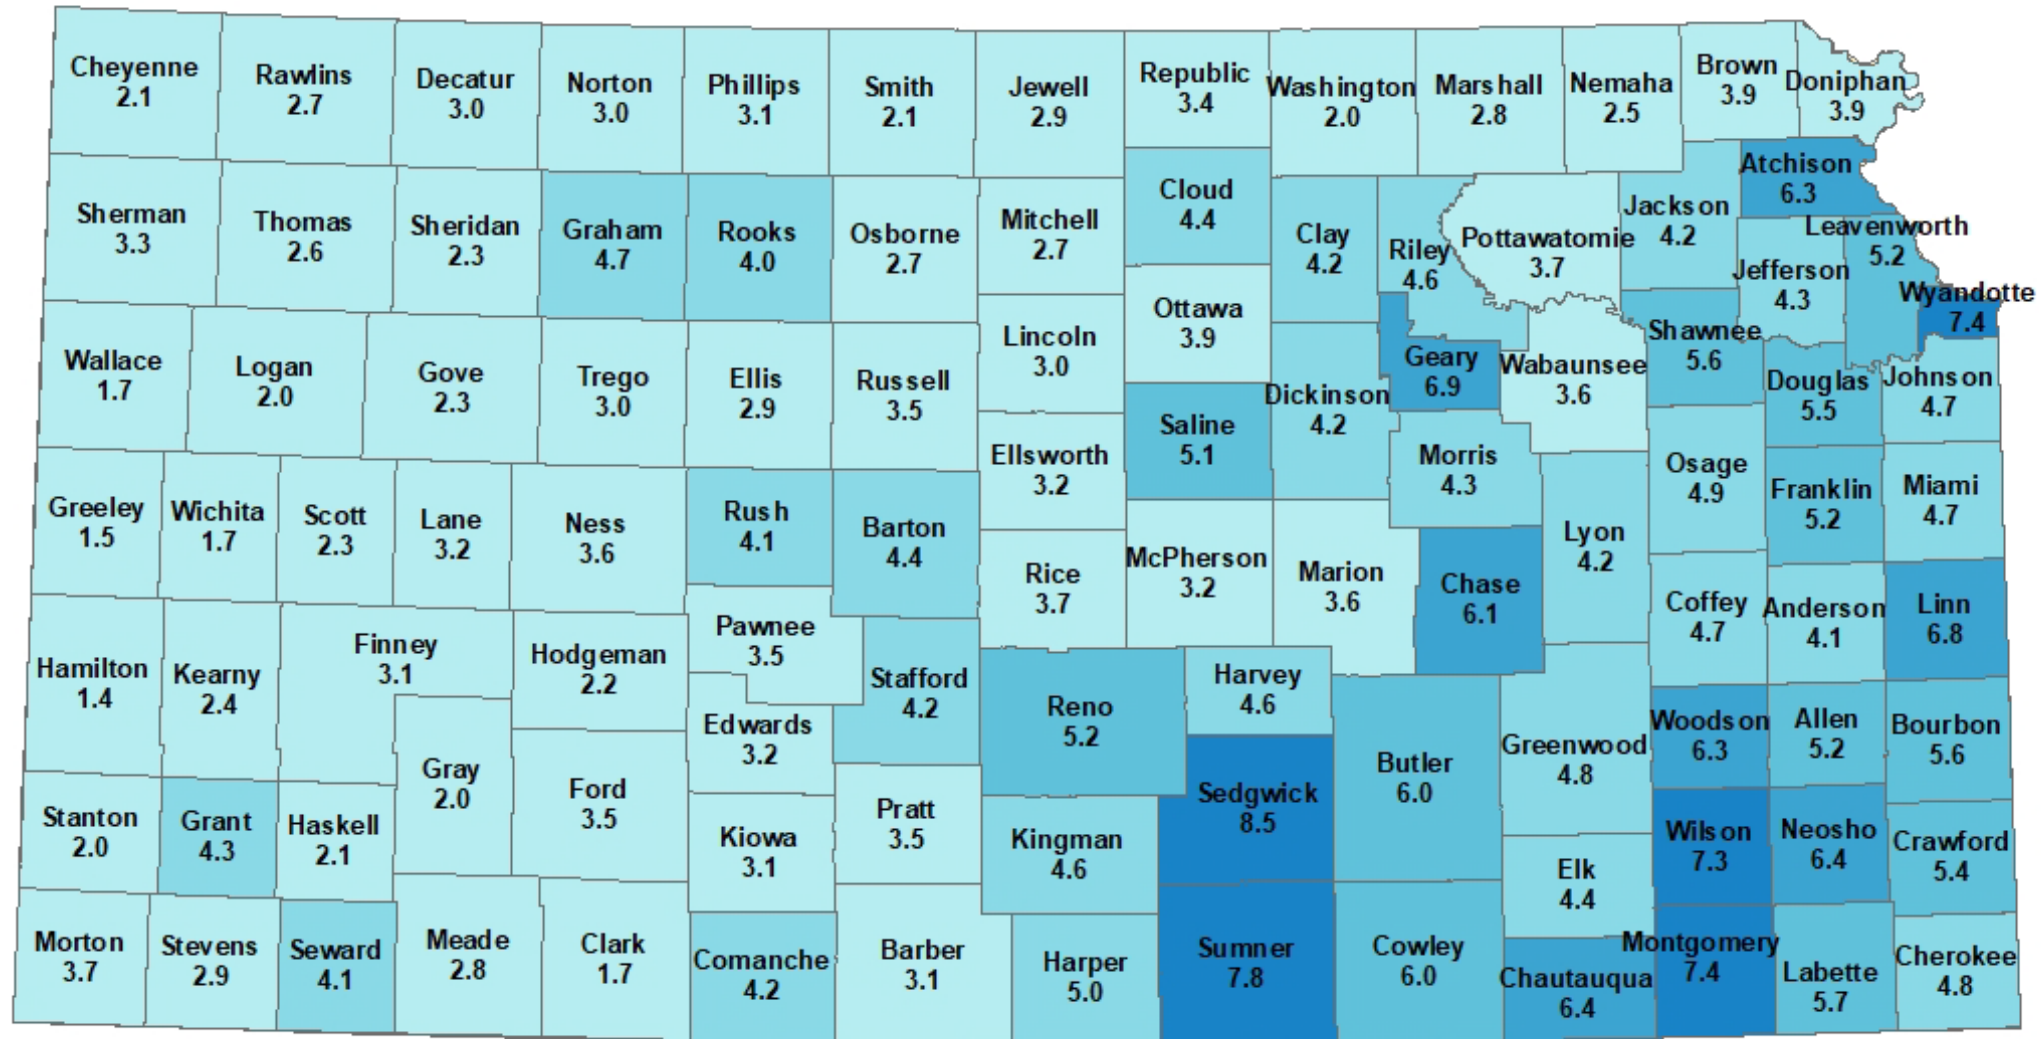 Cheyenne
2.1
Rawlins
2.7
Decatur
3.0
Norton
3.0
Phillips
3.1
Smith
2.1
Jewell
2.9
Republic
3.4
Washington
2.0
Marshall
2.8
Nemaha
2.5
Brown
3.9
Doniphan
3.9
Sherman
3.3
Thomas
2.6
Sheridan
2.3
Graham
4.7
Rooks
4.0
Osborne
2.7
Mitchell
2.7
Cloud
4.4
Clay
4.2
Riley
4.6
Pottawatomie
3.7
Jackson
4.2
Atchison
6.3
Jefferson
4.3
Leavenworth
5.2
Wyandotte
7.4
Wallace
1.7
Logan
2.0
Gove
2.3
Trego
3.0
Ellis
2.9
Russell
3.5
Lincoln
3.0
Ottawa
3.9
Saline
5.1
Dickinson
4.2
Geary
6.9
Wabaunsee
3.6
Shawnee
5.6
Douglas
5.5
Johnson
4.7
Greeley
1.5
Wichita
1.7
Scott
2.3
Lane
3.2
Ness
3.6
Rush
4.1
Barton
4.4
Ellsworth
3.2
Rice
3.7
McPherson
3.2
Marion
3.6
Morris
4.3
Chase
6.1
Lyon
4.2
Osage
4.9
Franklin
5.2
Miami
4.7
Coffey
4.7
Anderson
4.1
Linn
6.8
Hamilton
1.4
Kearny
2.4
Finney
3.1
Hodgeman
2.2
Pawnee
3.5
Stafford
4.2
Edwards
3.2
Reno
5.2
Harvey
4.6
Butler
6.0
Greenwood
4.8
Woodson
6.3
Allen
5.2
Bourbon
5.6
Stanton
2.0
Grant
4.3
Haskell
2.1
Gray
2.0
Ford
3.5
Kiowa
3.1
Pratt
3.5
Kingman
4.6
Sedgwick
8.5
Elk
4.4
Wilson
7.3
Neosho
6.4
Crawford
5.4
Morton
3.7
Stevens
2.9
Seward
4.1
Meade
2.8
Clark
1.7
Comanche
4.2
Barber
3.1
Harper
5.0
Sumner
7.8
Cowley
6.0
Chautauqua
6.4
Montgomery
7.4
Labette
5.7
Cherokee
4.8